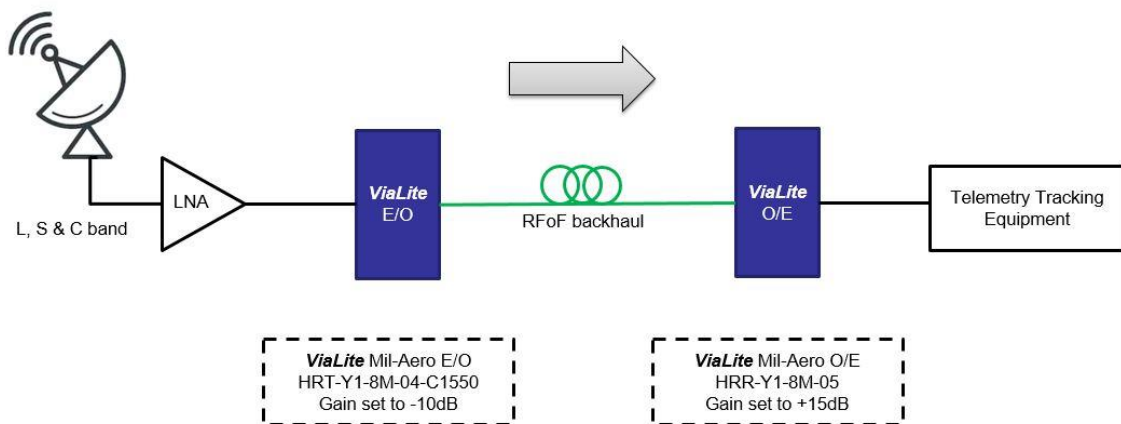 LNA
L, S & C band
ViaLite
E/O
RFoF backhaul
ViaLite
O/E
Telemetry Tracking
Equipment
ViaLite Mil-Aero E/O
HRT-Y1-8M-04-C1550
Gain set to -10dB
ViaLite Mil-Aero O/E
HRR-Y1-8M-05
Gain set to +15dB